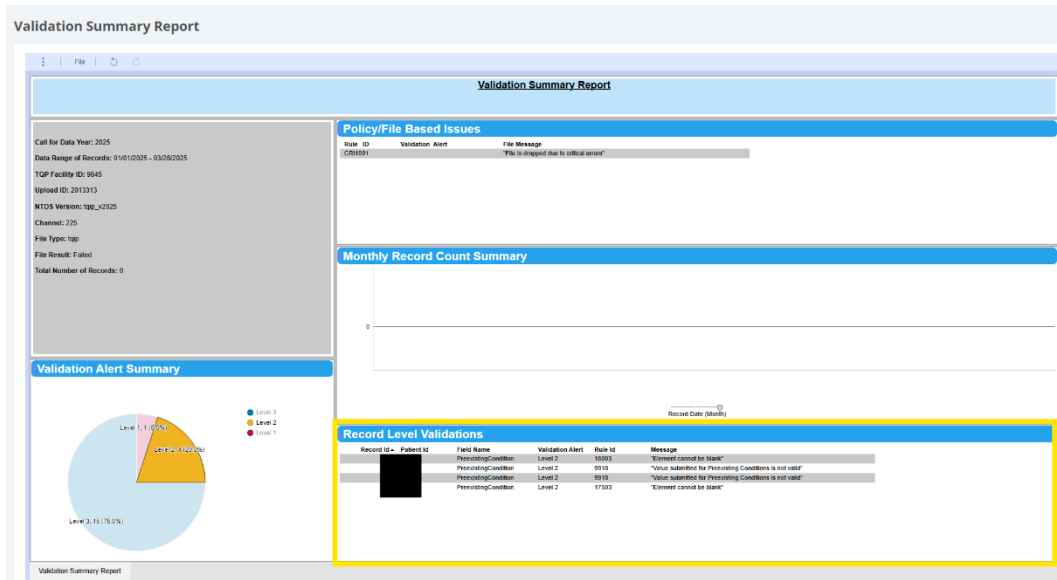 Validation Summary Report
File
Validation Summary Report
Call for Data Year: 2025
Data Range of Records: 01/01/2025 - 03/26/2025
TQP Facility ID: 9645
Upload ID: 2013313
NTDS Version: tqip_v2025
Channel: 225
File Type: tqip
File Result: Failed
Total Number of Records: 0
Policy/File Based Issues
Rule ID Validation Alert File Message
CRI1001 "File is dropped due to critical errors"
Monthly Record Count Summary
0
Record Date (Month)
Validation Alert Summary
Level 3
Level 2
Level 1
Level 1, 1 (5.0%)
Level 2, 4 (20.0%)
Level 3, 15 (75.0%)
Record Level Validations
Record Id Patient Id Field Name Validation Alert Rule Id Message
PreexistingCondition Level 2 18003 "Element cannot be blank"
PreexistingCondition Level 2 9918 "Value submitted for Preexisting Conditions is not valid"
PreexistingCondition Level 2 9918 "Value submitted for Preexisting Conditions is not valid"
PreexistingCondition Level 2 17503 "Element cannot be blank"
Validation Summary Report